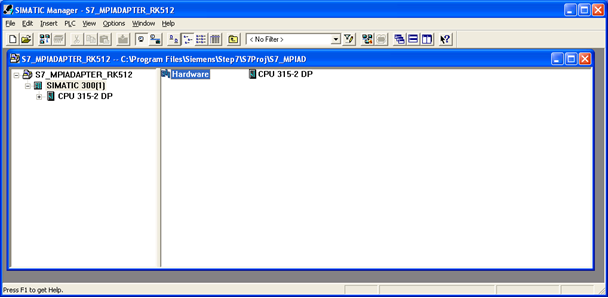 SIMATIC Manager - S7_MPIADAPTER_RK512
File Edit Insert PLC View Options Window Help
< No Filter >
S7_MPIADAPTER_RK512 -- C:\Program Files\Siemens\Step7\S7Proj\S7_MPIAD
S7_MPIADAPTER_RK512
SIMATIC 300(1)
CPU 315-2 DP
Hardware
CPU 315-2 DP
Press F1 to get Help.